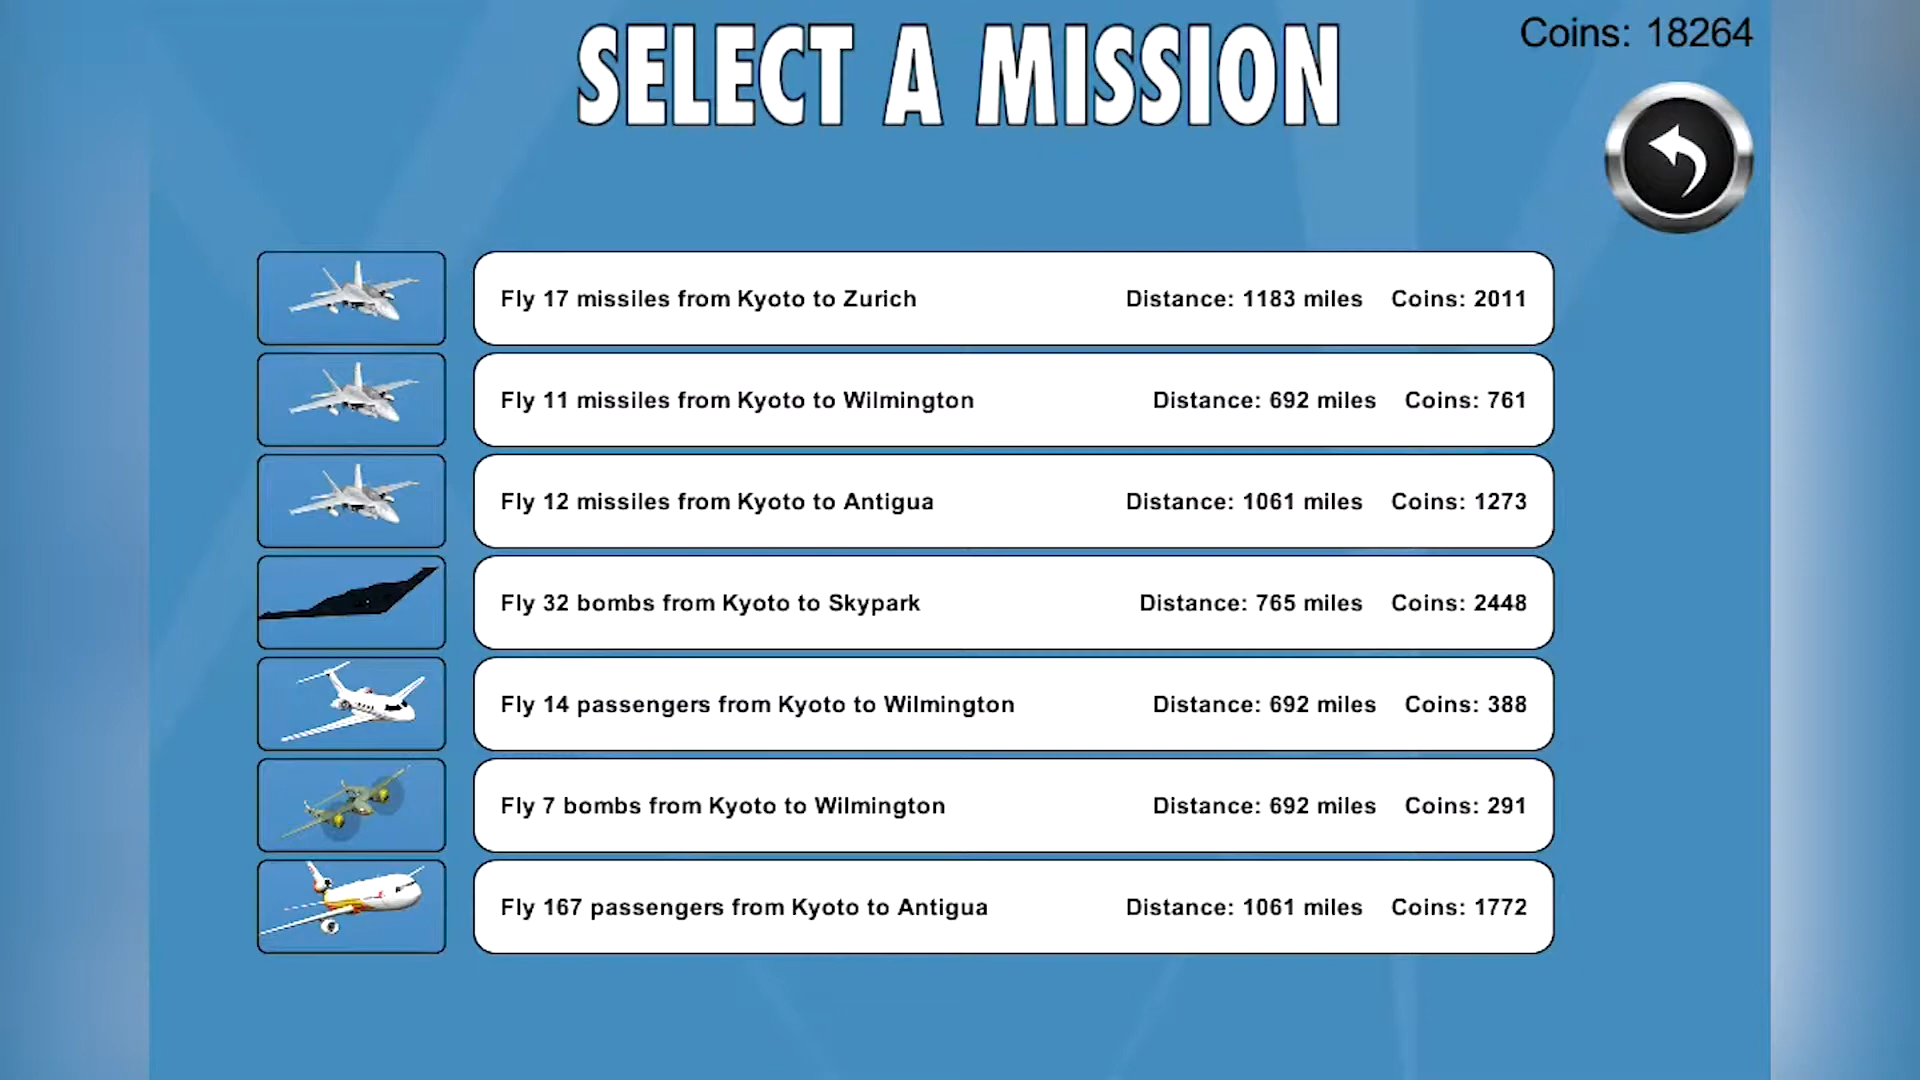 SELECT A MISSION
Coins: 18264
Fly 17 missiles from Kyoto to Zurich Distance: 1183 miles Coins: 2011
Fly 11 missiles from Kyoto to Wilmington Distance: 692 miles Coins: 761
Fly 12 missiles from Kyoto to Antigua Distance: 1061 miles Coins: 1273
Fly 32 bombs from Kyoto to Skypark Distance: 765 miles Coins: 2448
Fly 14 passengers from Kyoto to Wilmington Distance: 692 miles Coins: 388
Fly 7 bombs from Kyoto to Wilmington Distance: 692 miles Coins: 291
Fly 167 passengers from Kyoto to Antigua Distance: 1061 miles Coins: 1772